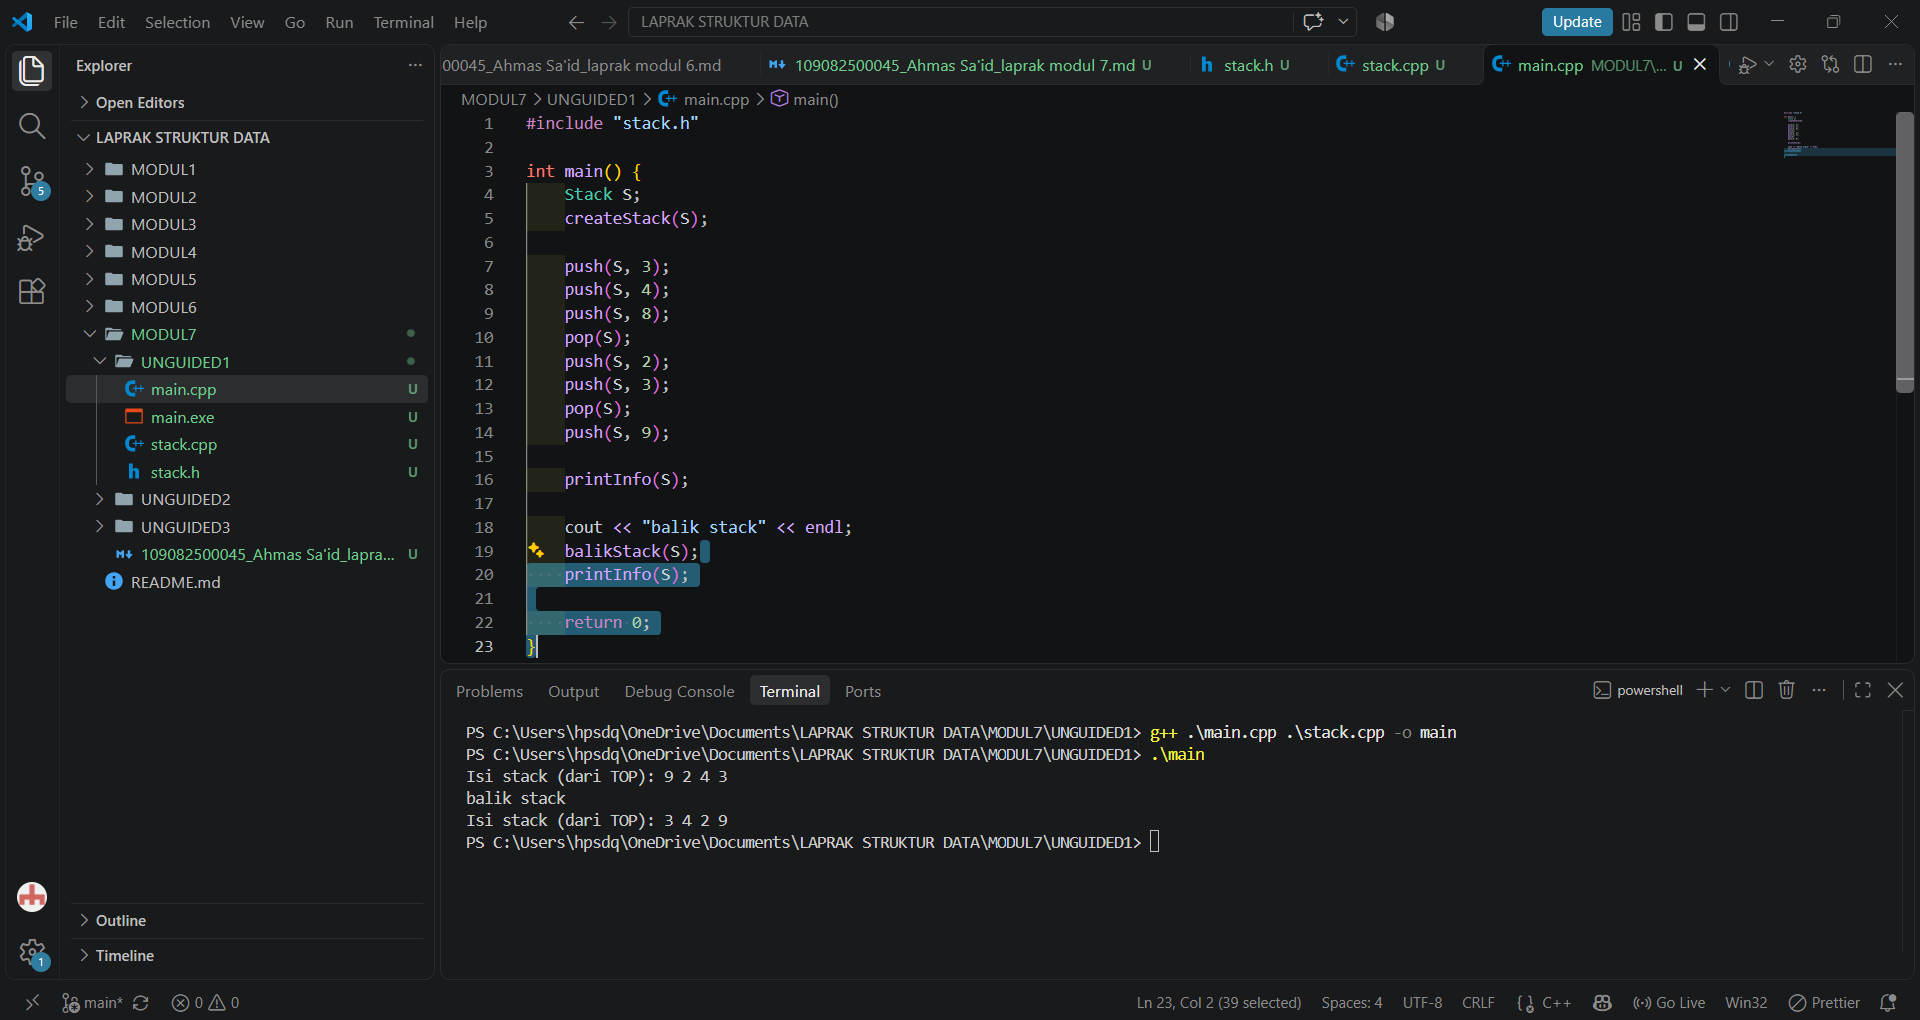 File Edit Selection View Go Run Terminal Help
LAPRAK STRUKTUR DATA
Update
Explorer
Open Editors
LAPRAK STRUKTUR DATA
MODUL1
MODUL2
MODUL3
MODUL4
MODUL5
MODUL6
MODUL7
UNGUIDED1
main.cpp U
main.exe U
stack.cpp U
stack.h U
UNGUIDED2
UNGUIDED3
109082500045_Ahmas Sa'id_lapra... U
README.md
Outline
Timeline
5
1
00045_Ahmas Sa'id_laprak modul 6.md
109082500045_Ahmas Sa'id_laprak modul 7.md U
stack.h U
stack.cpp U
main.cpp MODUL7\... U
MODUL7 > UNGUIDED1 > main.cpp > main()
1 #include "stack.h"
2
3 int main() {
4 Stack S;
5 createStack(S);
6
7 push(S, 3);
8 push(S, 4);
9 push(S, 8);
10 pop(S);
11 push(S, 2);
12 push(S, 3);
13 pop(S);
14 push(S, 9);
15
16 printInfo(S);
17
18 cout << "balik stack" << endl;
19 balikStack(S);
20 printInfo(S);
21
22 return 0;
23 }
Problems Output Debug Console Terminal Ports
powershell
PS C:\Users\hpsdq\OneDrive\Documents\LAPRAK STRUKTUR DATA\MODUL7\UNGUIDED1> g++ .\main.cpp .\stack.cpp -o main
PS C:\Users\hpsdq\OneDrive\Documents\LAPRAK STRUKTUR DATA\MODUL7\UNGUIDED1> .\main
Isi stack (dari TOP): 9 2 4 3
balik stack
Isi stack (dari TOP): 3 4 2 9
PS C:\Users\hpsdq\OneDrive\Documents\LAPRAK STRUKTUR DATA\MODUL7\UNGUIDED1>
main* 0 0
Ln 23, Col 2 (39 selected) Spaces: 4 UTF-8 CRLF C++ Go Live Win32 Prettier